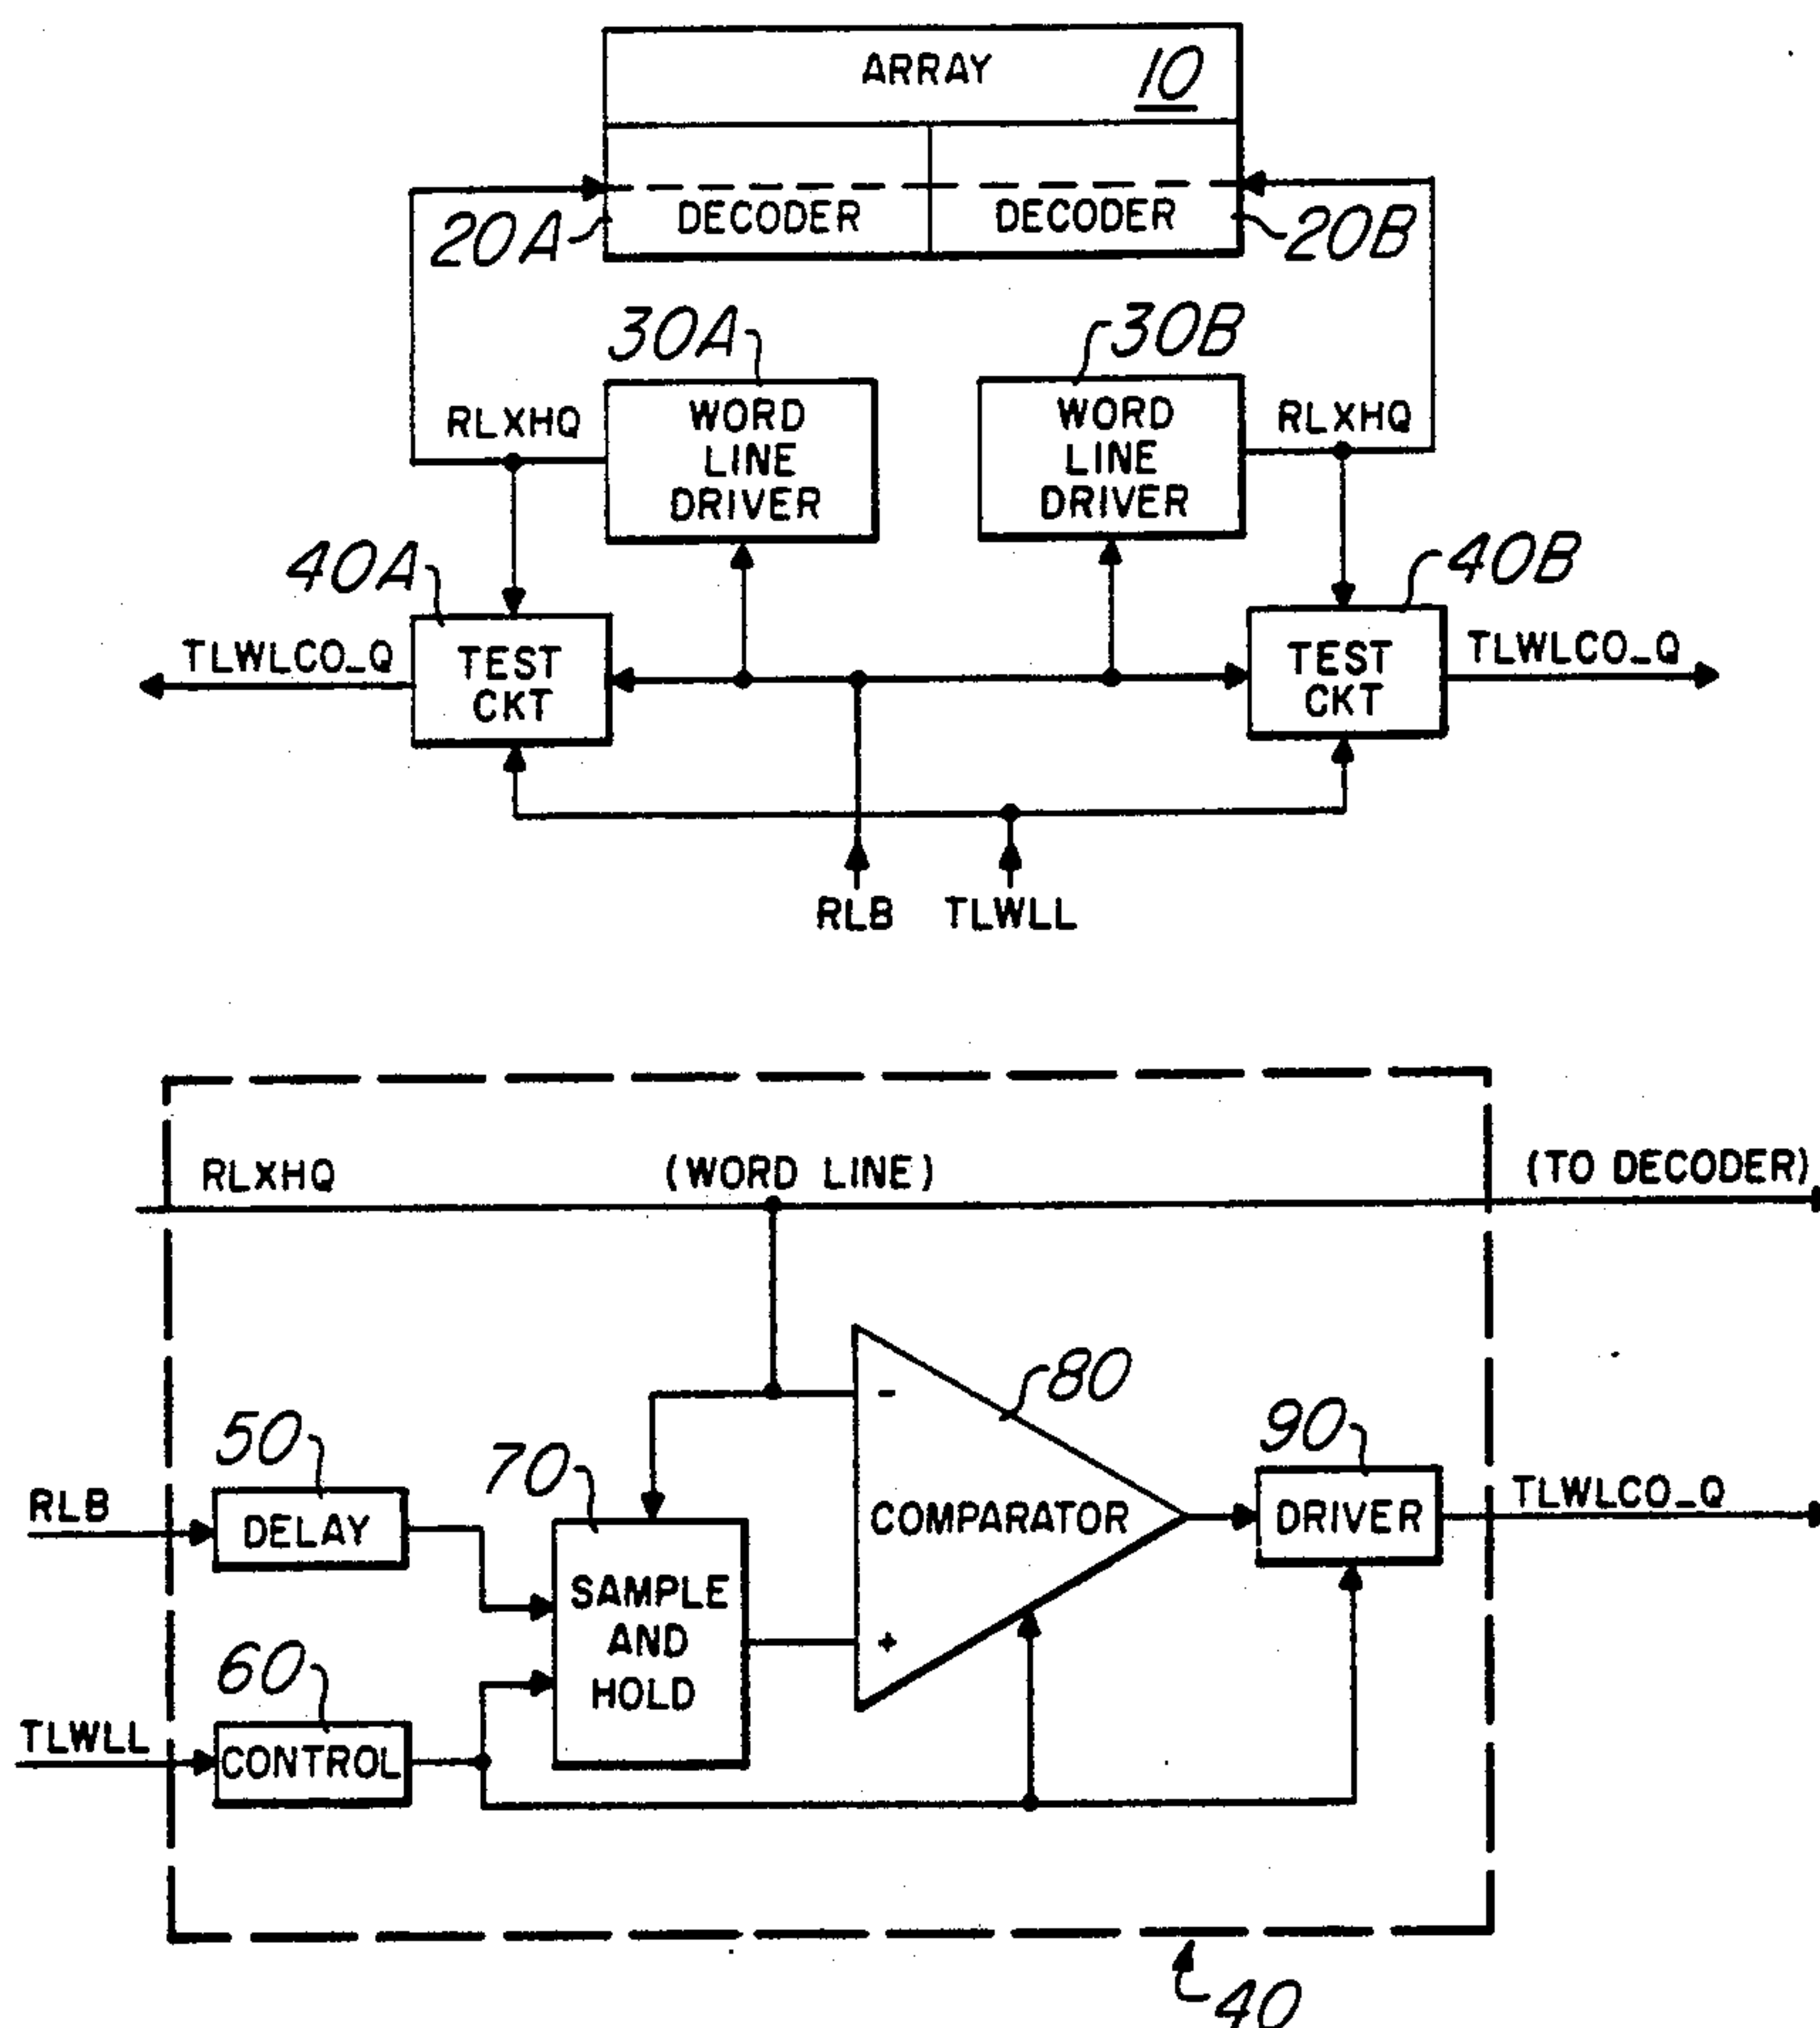 ARRAY 10
DECODER DECODER
20A 20B
30A 30B
RLXHQ WORD LINE DRIVER WORD LINE DRIVER RLXHQ
40A 40B
TLWLCO_Q TEST CKT TEST CKT TLWLCO_Q
RLB TLWLL
RLXHQ (WORD LINE) (TO DECODER)
80
50 70 90
RLB DELAY - COMPARATOR DRIVER TLWLCO_Q
SAMPLE AND HOLD +
60
TLWLL CONTROL
40